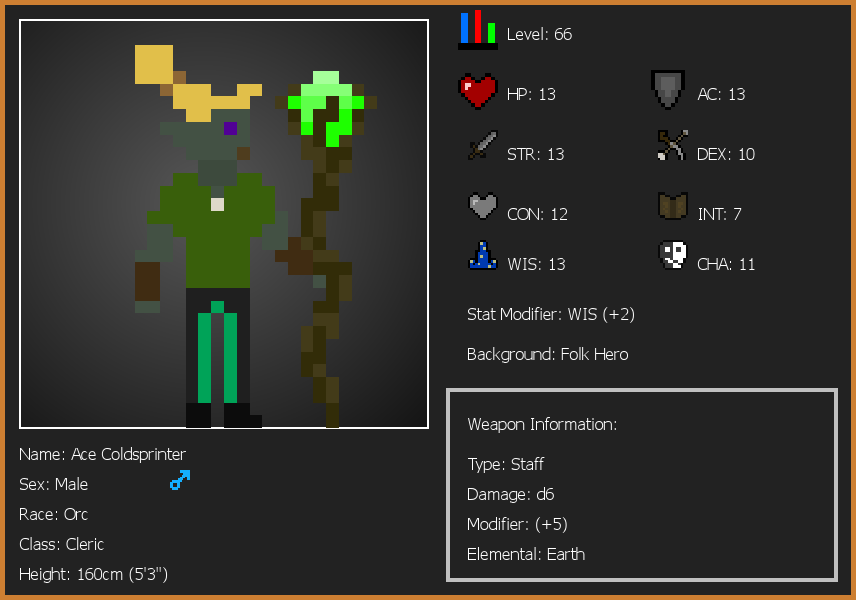 Level: 66
HP: 13
AC: 13
STR: 13
DEX: 10
CON: 12
INT: 7
WIS: 13
CHA: 11
Stat Modifier: WIS (+2)
Background: Folk Hero
Weapon Information:
Type: Staff
Damage: d6
Modifier: (+5)
Elemental: Earth
Name: Ace Coldsprinter
Sex: Male
Race: Orc
Class: Cleric
Height: 160cm (5'3")